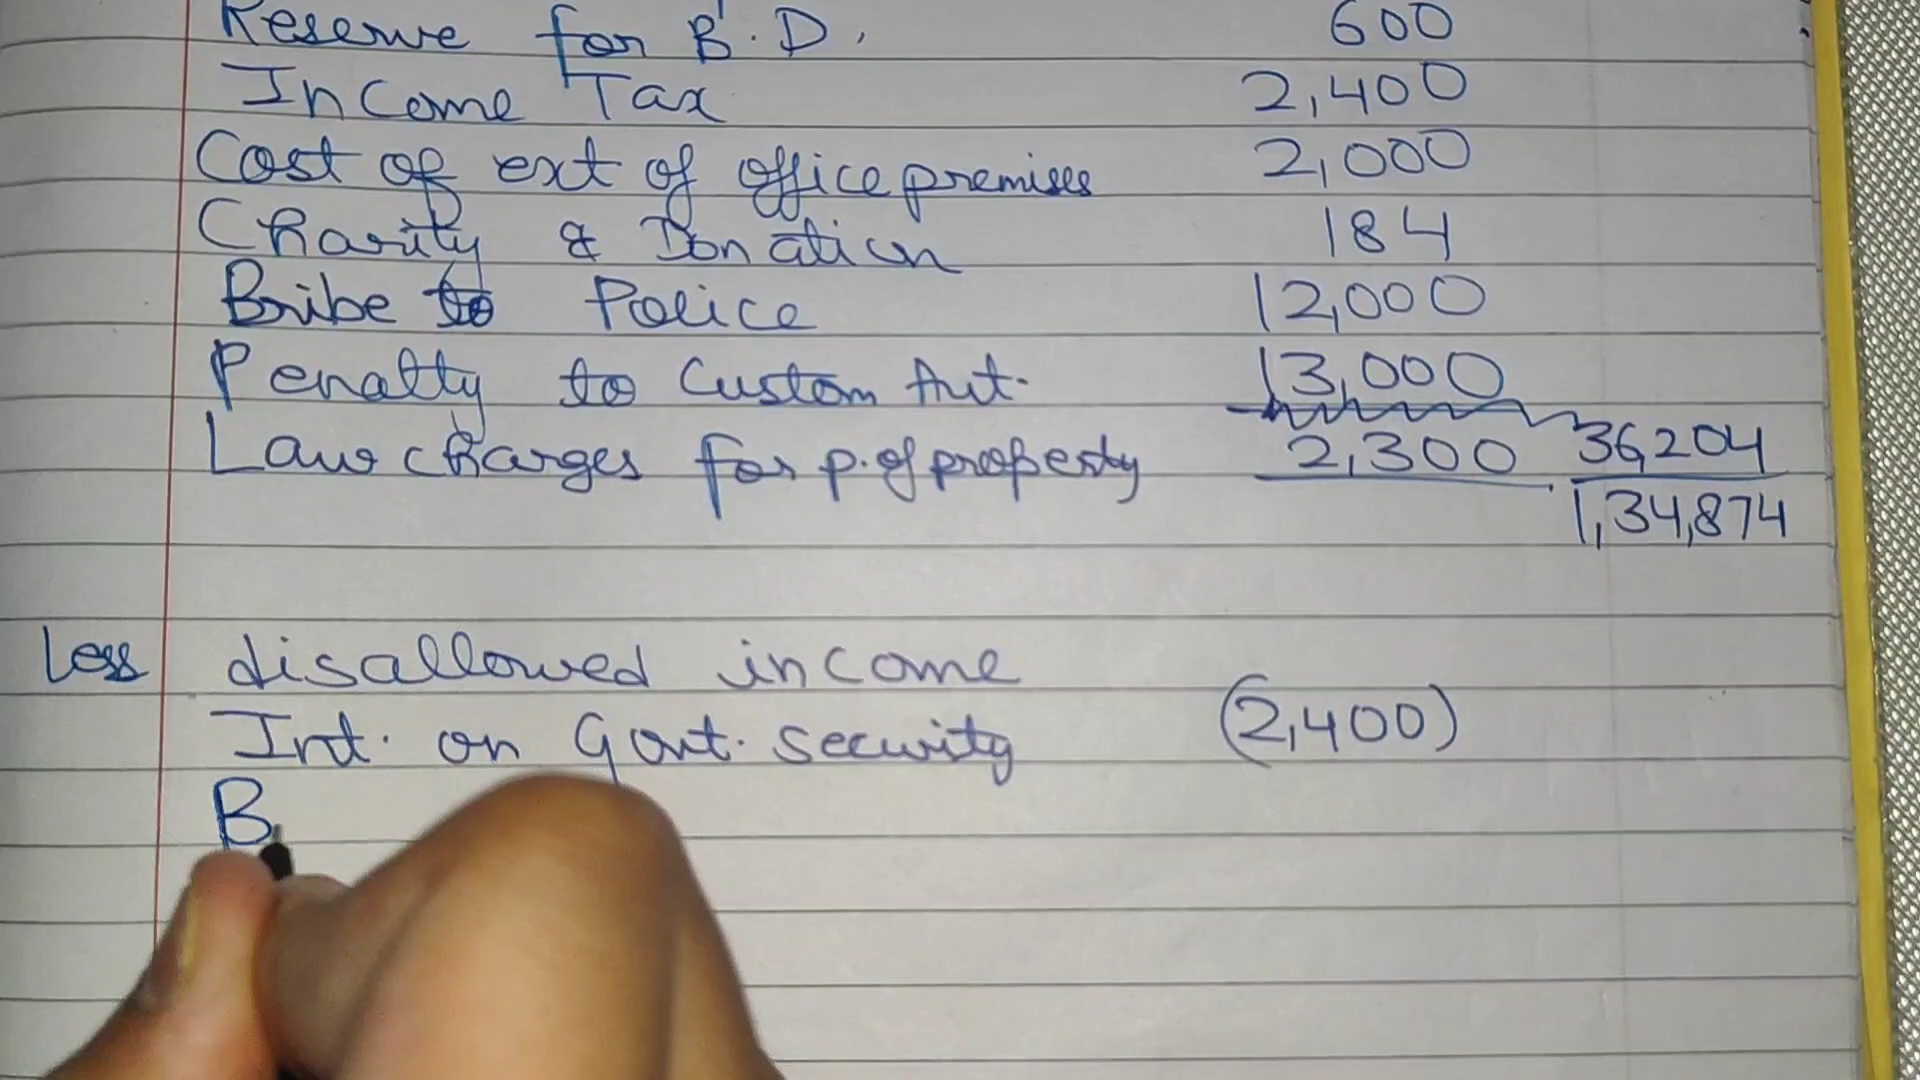 Reserve for B.D. 600
Income Tax 2,400
Cost of ext of office premises 2,000
Charity & Donation 184
Bribe to Police 12,000
Penalty to Custom Aut. 13,000
Law charges for p. of property 2,300 36,204
1,34,874
Less disallowed income
Int. on Govt. security (2,400)
B